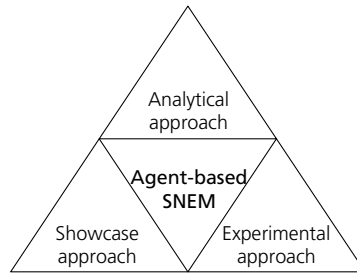 Analytical
approach
Agent-based
SNEM
Showcase
approach
Experimental
approach